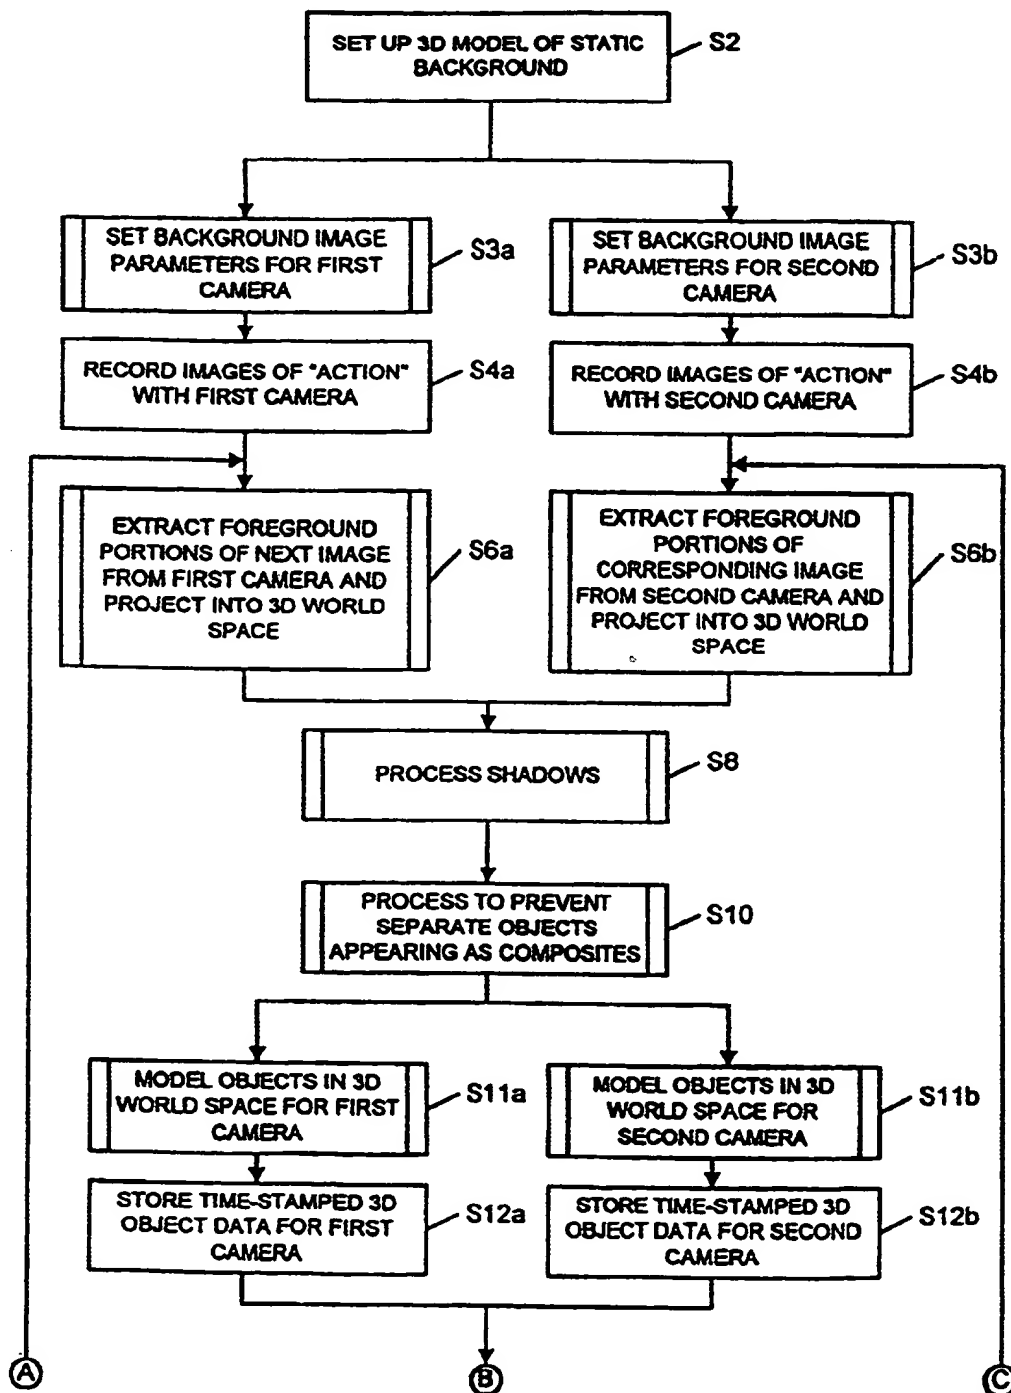 SET UP 3D MODEL OF STATIC
BACKGROUND
S2
SET BACKGROUND IMAGE
PARAMETERS FOR FIRST
CAMERA
S3a
SET BACKGROUND IMAGE
PARAMETERS FOR SECOND
CAMERA
S3b
RECORD IMAGES OF "ACTION"
WITH FIRST CAMERA
S4a
RECORD IMAGES OF "ACTION"
WITH SECOND CAMERA
S4b
EXTRACT FOREGROUND
PORTIONS OF NEXT IMAGE
FROM FIRST CAMERA AND
PROJECT INTO 3D WORLD
SPACE
S6a
EXTRACT FOREGROUND
PORTIONS OF
CORRESPONDING IMAGE
FROM SECOND CAMERA AND
PROJECT INTO 3D WORLD
SPACE
S6b
PROCESS SHADOWS
S8
PROCESS TO PREVENT
SEPARATE OBJECTS
APPEARING AS COMPOSITES
S10
MODEL OBJECTS IN 3D
WORLD SPACE FOR FIRST
CAMERA
S11a
MODEL OBJECTS IN 3D
WORLD SPACE FOR
SECOND CAMERA
S11b
STORE TIME-STAMPED 3D
OBJECT DATA FOR FIRST
CAMERA
S12a
STORE TIME-STAMPED 3D
OBJECT DATA FOR SECOND
CAMERA
S12b
A
B
C